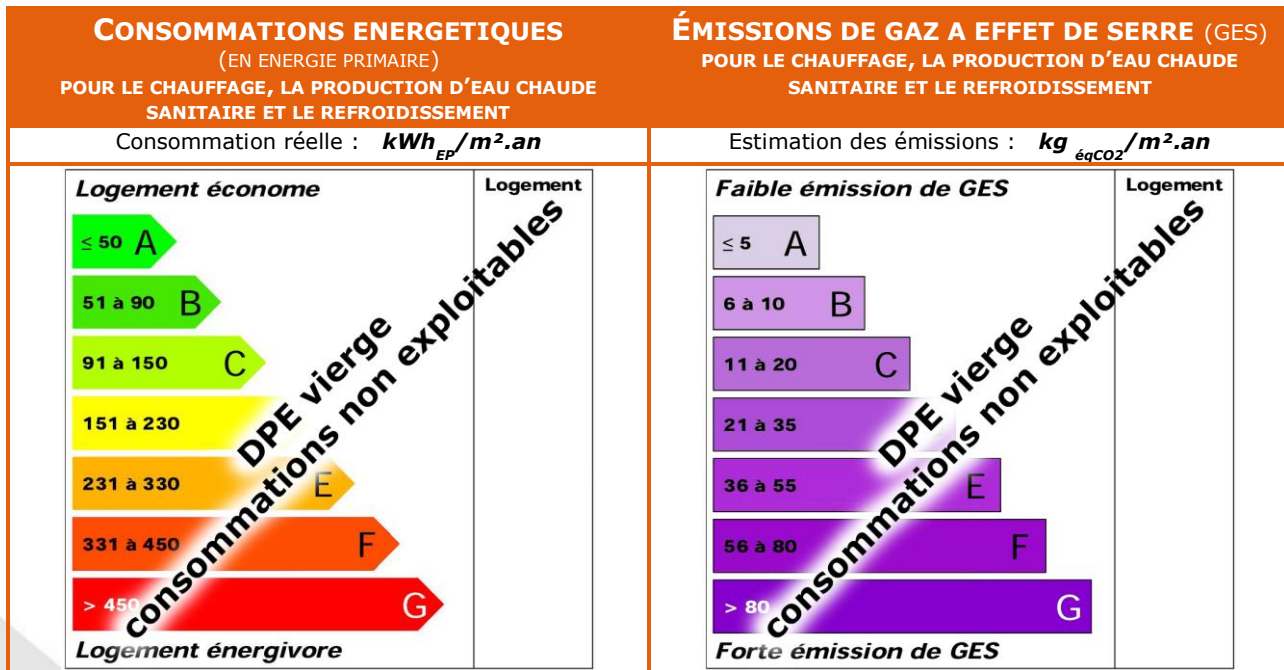 CONSOMMATIONS ENERGETIQUES
(EN ENERGIE PRIMAIRE)
POUR LE CHAUFFAGE, LA PRODUCTION D'EAU CHAUDE
SANITAIRE ET LE REFROIDISSEMENT
Consommation réelle : kWhEP/m².an
Logement économe
Logement
≤ 50 A
51 à 90 B
91 à 150 C
151 à 230
231 à 330 E
331 à 450 F
> 450 G
Logement énergivore
DPE vierge
consommations non exploitables
ÉMISSIONS DE GAZ A EFFET DE SERRE (GES)
POUR LE CHAUFFAGE, LA PRODUCTION D'EAU CHAUDE
SANITAIRE ET LE REFROIDISSEMENT
Estimation des émissions : kg éqCO2/m².an
Faible émission de GES
Logement
≤ 5 A
6 à 10 B
11 à 20 C
21 à 35
36 à 55 E
56 à 80 F
> 80 G
Forte émission de GES
DPE vierge
consommations non exploitables